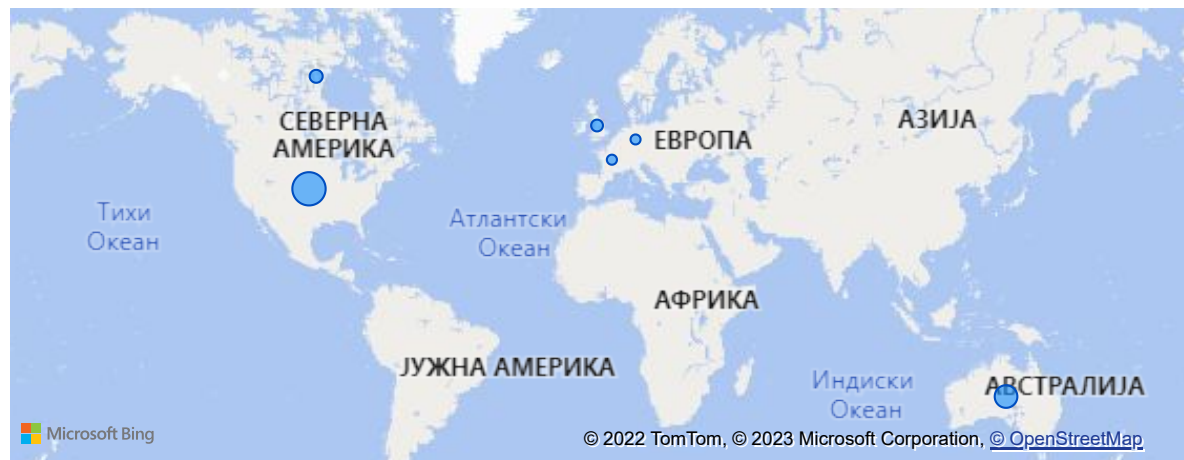 СЕВЕРНА
АМЕРИКА
ЕВРОПА
АЗИЈА
Тихи
Океан
Атлантски
Океан
АФРИКА
ЈУЖНА АМЕРИКА
Индиски
Океан
АВСТРАЛИЈА
Microsoft Bing
© 2022 TomTom, © 2023 Microsoft Corporation, © OpenStreetMap